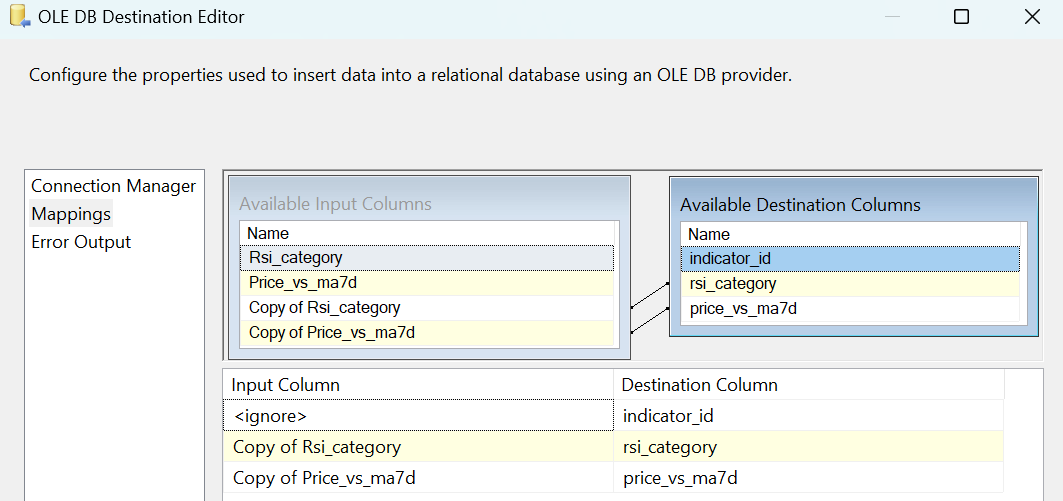 OLE DB Destination Editor
Configure the properties used to insert data into a relational database using an OLE DB provider.
Connection Manager
Mappings
Error Output
Available Input Columns
Name
Rsi_category
Price_vs_ma7d
Copy of Rsi_category
Copy of Price_vs_ma7d
Available Destination Columns
Name
indicator_id
rsi_category
price_vs_ma7d
Input Column Destination Column
<ignore> indicator_id
Copy of Rsi_category rsi_category
Copy of Price_vs_ma7d price_vs_ma7d